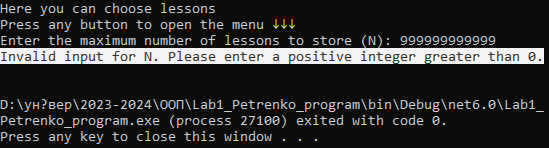 Here you can choose lessons
Press any button to open the menu ↓↓↓
Enter the maximum number of lessons to store (N): 999999999999
Invalid input for N. Please enter a positive integer greater than 0.
D:\ун?вер\2023-2024\ООП\Lab1_Petrenko_program\bin\Debug\net6.0\Lab1_
Petrenko_program.exe (process 27100) exited with code 0.
Press any key to close this window . . .